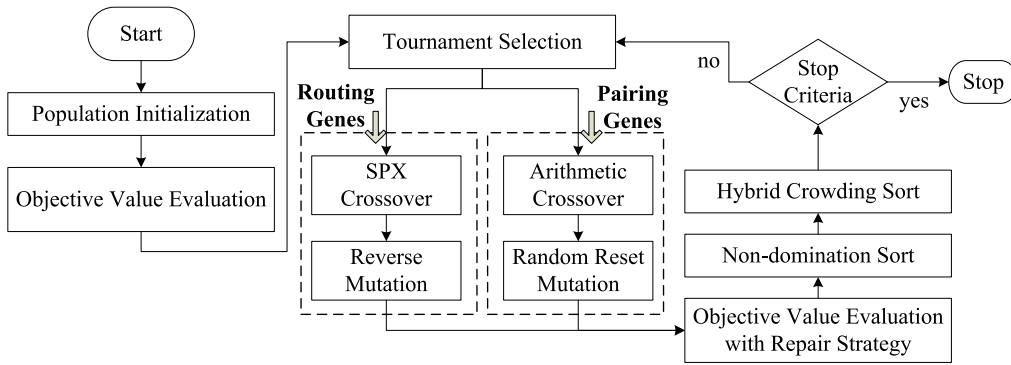 Start
Population Initialization
Objective Value Evaluation
Tournament Selection
Routing
Genes
SPX
Crossover
Reverse
Mutation
Pairing
Genes
Arithmetic
Crossover
Random Reset
Mutation
Objective Value Evaluation
with Repair Strategy
Non-domination Sort
Hybrid Crowding Sort
Stop
Criteria
no
yes
Stop